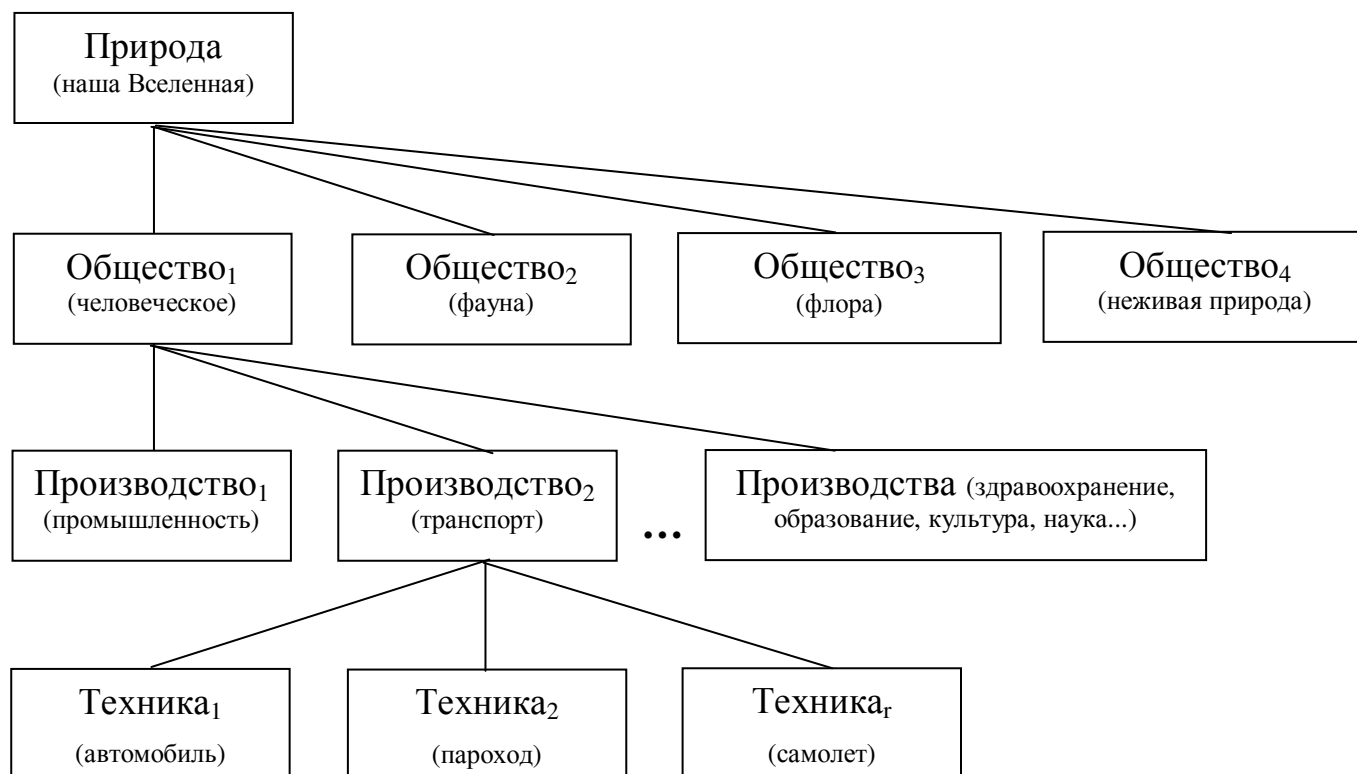 Природа
(наша Вселенная)
Общество₁
(человеческое)
Общество₂
(фауна)
Общество₃
(флора)
Общество₄
(неживая природа)
Производство₁
(промышленность)
Производство₂
(транспорт)
...
Производства (здравоохранение,
образование, культура, наука...)
Техника₁
(автомобиль)
Техника₂
(пароход)
Техникаᵣ
(самолет)